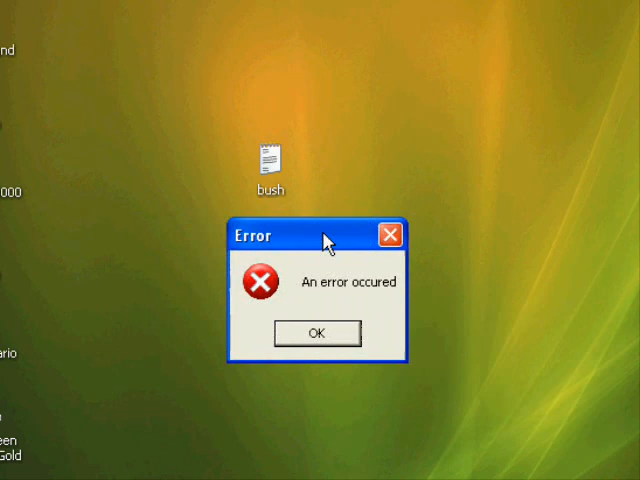 nd
000
bush
Error
An error occured
OK
ario
een
Gold